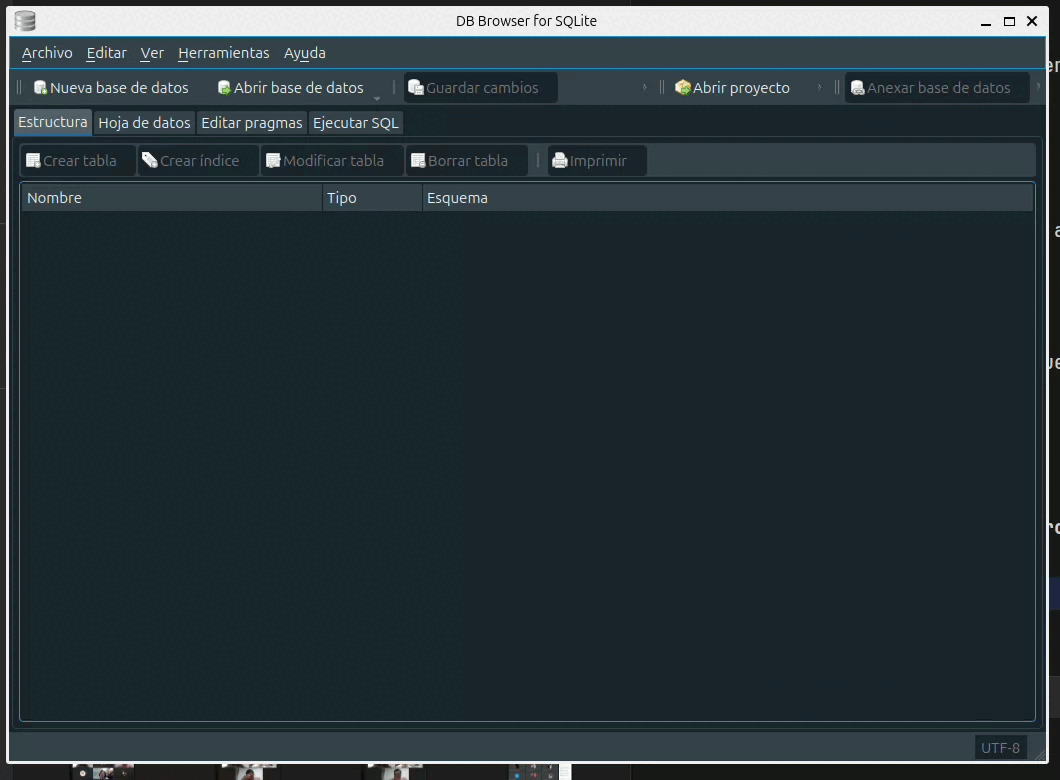 DB Browser for SQLite
Archivo Editar Ver Herramientas Ayuda
Nueva base de datos Abrir base de datos Guardar cambios Abrir proyecto Anexar base de datos
Estructura Hoja de datos Editar pragmas Ejecutar SQL
Crear tabla Crear índice Modificar tabla Borrar tabla Imprimir
Nombre Tipo Esquema
UTF-8